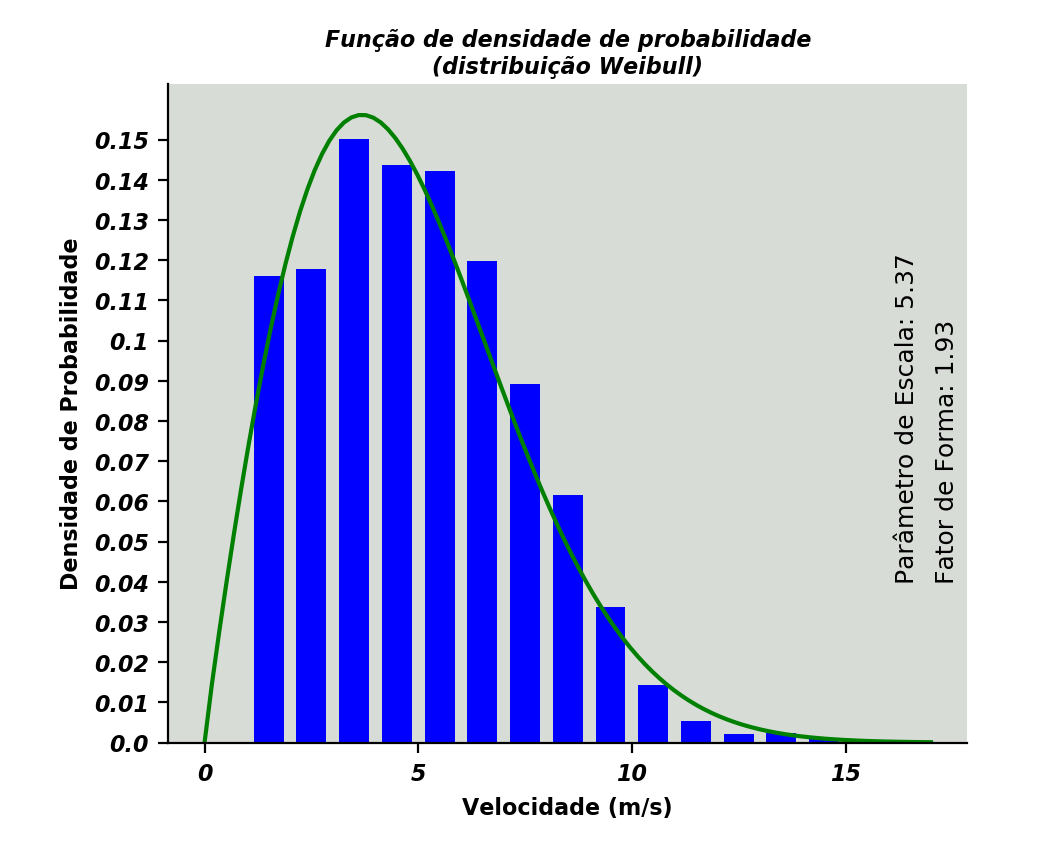 Função de densidade de probabilidade
(distribuição Weibull)
Densidade de Probabilidade
0.15
0.14
0.13
0.12
0.11
0.1
0.09
0.08
0.07
0.06
0.05
0.04
0.03
0.02
0.01
0.0
0 5 10 15
Velocidade (m/s)
Parâmetro de Escala: 5.37
Fator de Forma: 1.93